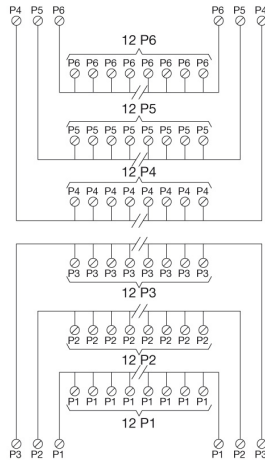 P4 P5 P6 P6 P5 P4
12 P6
P6 P6 P6 P6 P6 P6 P6 P6
12 P5
P5 P5 P5 P5 P5 P5 P5 P5
12 P4
P4 P4 P4 P4 P4 P4 P4 P4
P3 P3 P3 P3 P3 P3 P3 P3
12 P3
P2 P2 P2 P2 P2 P2 P2 P2
12 P2
P1 P1 P1 P1 P1 P1 P1 P1
12 P1
P3 P2 P1 P1 P2 P3